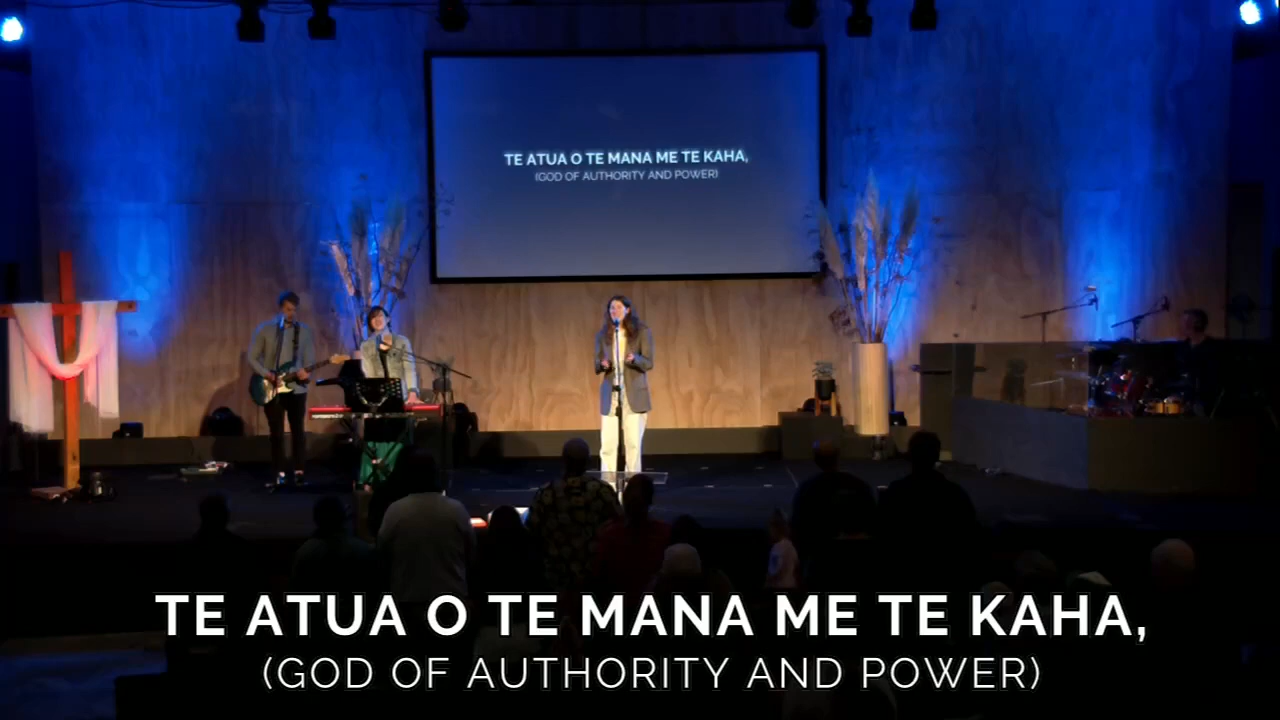 TE ATUA O TE MANA ME TE KAHA,
(GOD OF AUTHORITY AND POWER)
TE ATUA O TE MANA ME TE KAHA,
(GOD OF AUTHORITY AND POWER)